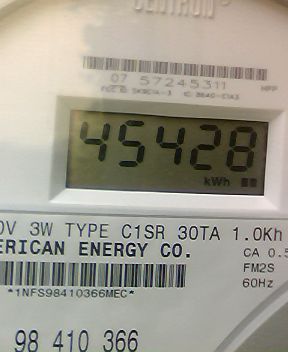 CENTRON®
07 57245311
45428
kWh
0V 3W TYPE C1SR 30TA 1.0Kh
ERICAN ENERGY CO.
CA 0.5
FM2S
60Hz
*1NFS98410366MEC*
98 410 366